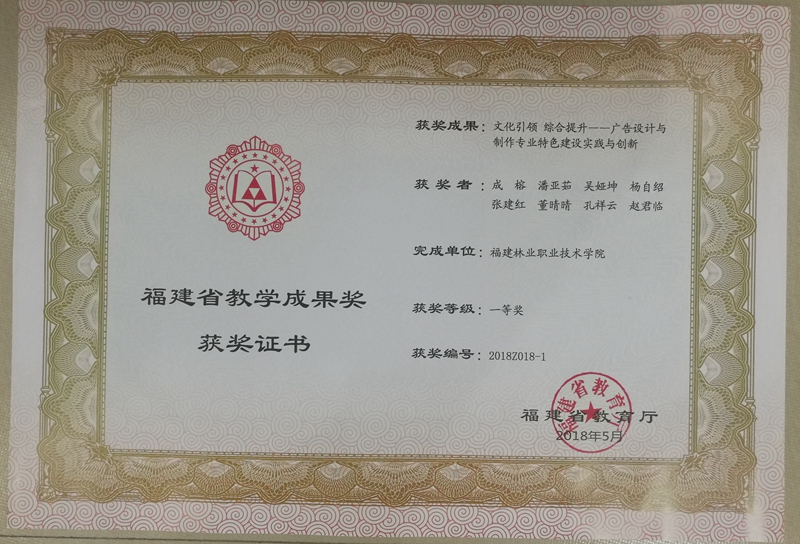 福建省教学成果奖
获奖证书
获奖成果：文化引领 综合提升——广告设计与
制作专业特色建设实践与创新
获奖者：成榕 潘亚茹 吴娅坤 杨自绍
张建红 董晴晴 孔祥云 赵君临
完成单位：福建林业职业技术学院
获奖等级：一等奖
获奖编号：2018Z018-1
福建省教育厅
2018年5月
福建省教育厅